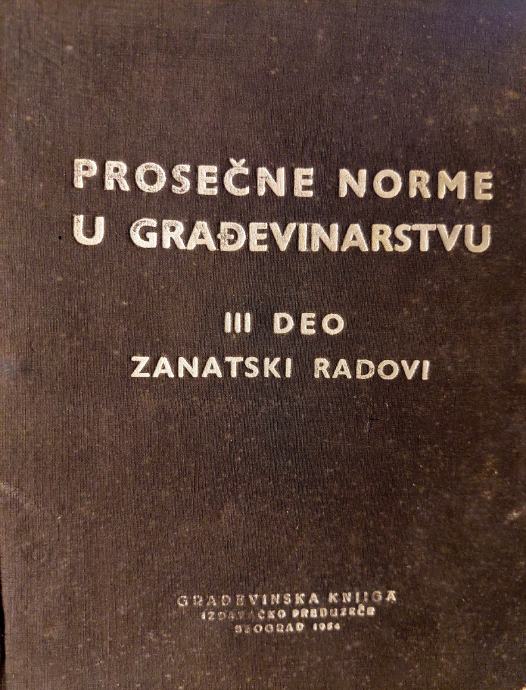 PROSEČNE NORME
U GRAĐEVINARSTVU
III DEO
ZANATSKI RADOVI
GRAĐEVINSKA KNJIGA
IZDAVAČKO PREDUZEĆE
BEOGRAD 1954